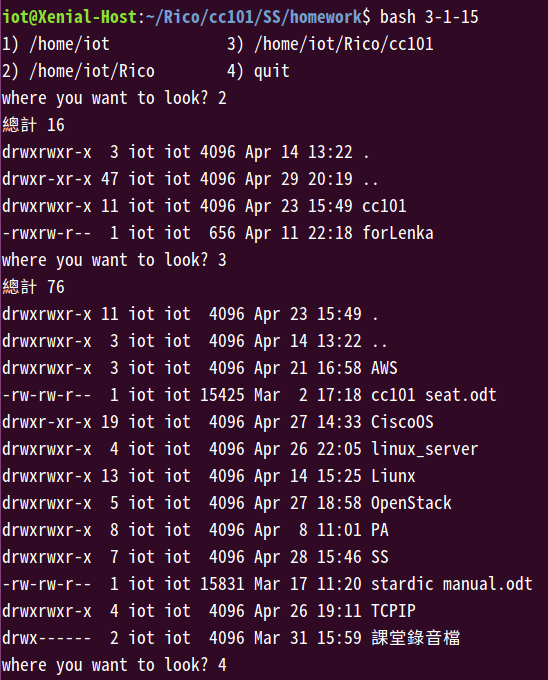 iot@Xenial-Host:~/Rico/cc101/SS/homework$ bash 3-1-15
1) /home/iot             3) /home/iot/Rico/cc101
2) /home/iot/Rico        4) quit
where you want to look? 2
總計 16
drwxrwxr-x  3 iot iot 4096 Apr 14 13:22 .
drwxr-xr-x 47 iot iot 4096 Apr 29 20:19 ..
drwxrwxr-x 11 iot iot 4096 Apr 23 15:49 cc101
-rwxrw-r--  1 iot iot  656 Apr 11 22:18 forLenka
where you want to look? 3
總計 76
drwxrwxr-x 11 iot iot  4096 Apr 23 15:49 .
drwxrwxr-x  3 iot iot  4096 Apr 14 13:22 ..
drwxrwxr-x  3 iot iot  4096 Apr 21 16:58 AWS
-rw-rw-r--  1 iot iot 15425 Mar  2 17:18 cc101 seat.odt
drwxr-xr-x 19 iot iot  4096 Apr 27 14:33 CiscoOS
drwxrwxr-x  4 iot iot  4096 Apr 26 22:05 linux_server
drwxrwxr-x 13 iot iot  4096 Apr 14 15:25 Liunx
drwxrwxr-x  5 iot iot  4096 Apr 27 18:58 OpenStack
drwxrwxr-x  8 iot iot  4096 Apr  8 11:01 PA
drwxrwxr-x  7 iot iot  4096 Apr 28 15:46 SS
-rw-rw-r--  1 iot iot 15831 Mar 17 11:20 stardic manual.odt
drwxrwxr-x  4 iot iot  4096 Apr 26 19:11 TCPIP
drwx------  2 iot iot  4096 Mar 31 15:59 課堂錄音檔
where you want to look? 4